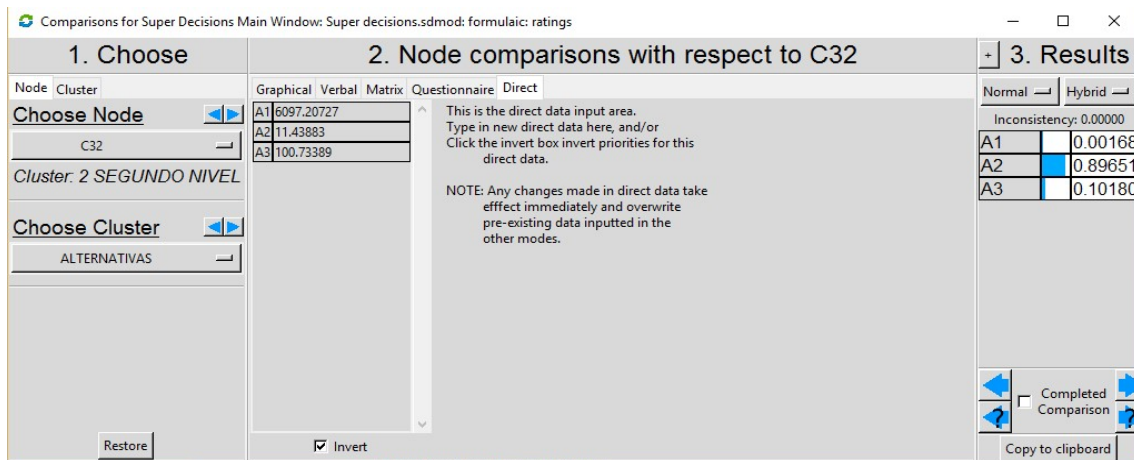 Comparisons for Super Decisions Main Window: Super decisions.sdmod: formulaic: ratings
1. Choose
Node Cluster
Choose Node
C32
Cluster: 2 SEGUNDO NIVEL
Choose Cluster
ALTERNATIVAS
Restore
2. Node comparisons with respect to C32
Graphical Verbal Matrix Questionnaire Direct
A1 6097.20727
A2 11.43883
A3 100.73389
This is the direct data input area.
Type in new direct data here, and/or
Click the invert box invert priorities for this
direct data.
NOTE: Any changes made in direct data take
efffect immediately and overwrite
pre-existing data inputted in the
other modes.
Invert
+ 3. Results
Normal Hybrid
Inconsistency: 0.00000
A1 0.00168
A2 0.89651
A3 0.10180
Completed
Comparison
Copy to clipboard